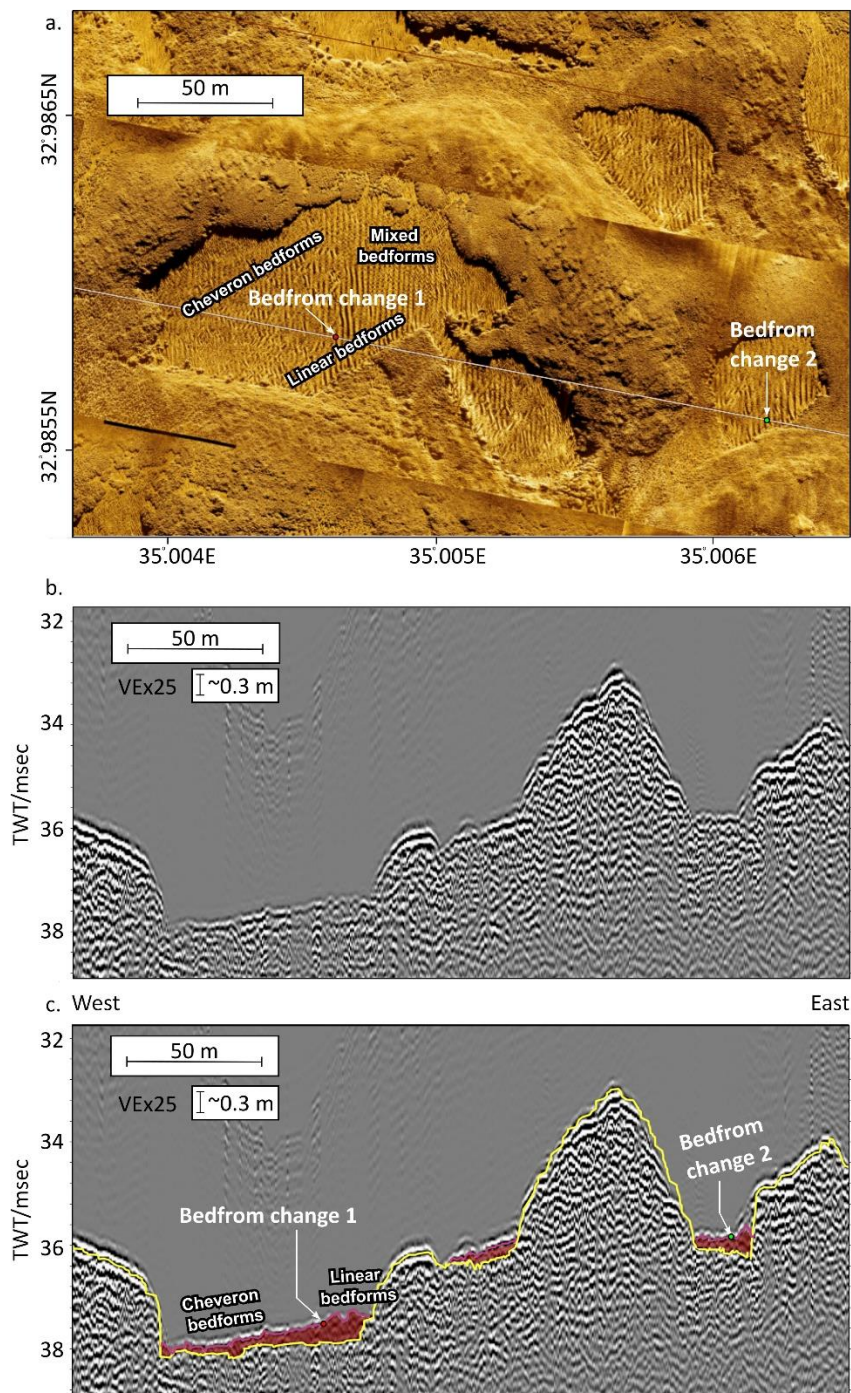 a.
50 m
32.9865N
32.9855N
Cheveron bedforms
Mixed
bedforms
Bedfrom change 1
Linear bedforms
Bedfrom
change 2
35.004E
35.005E
35.006E
b.
32
34
36
38
TWT/msec
50 m
VEx25
~0.3 m
c.
West
East
32
34
36
38
TWT/msec
50 m
VEx25
~0.3 m
Bedfrom
change 2
Bedfrom change 1
Cheveron
bedforms
Linear
bedforms